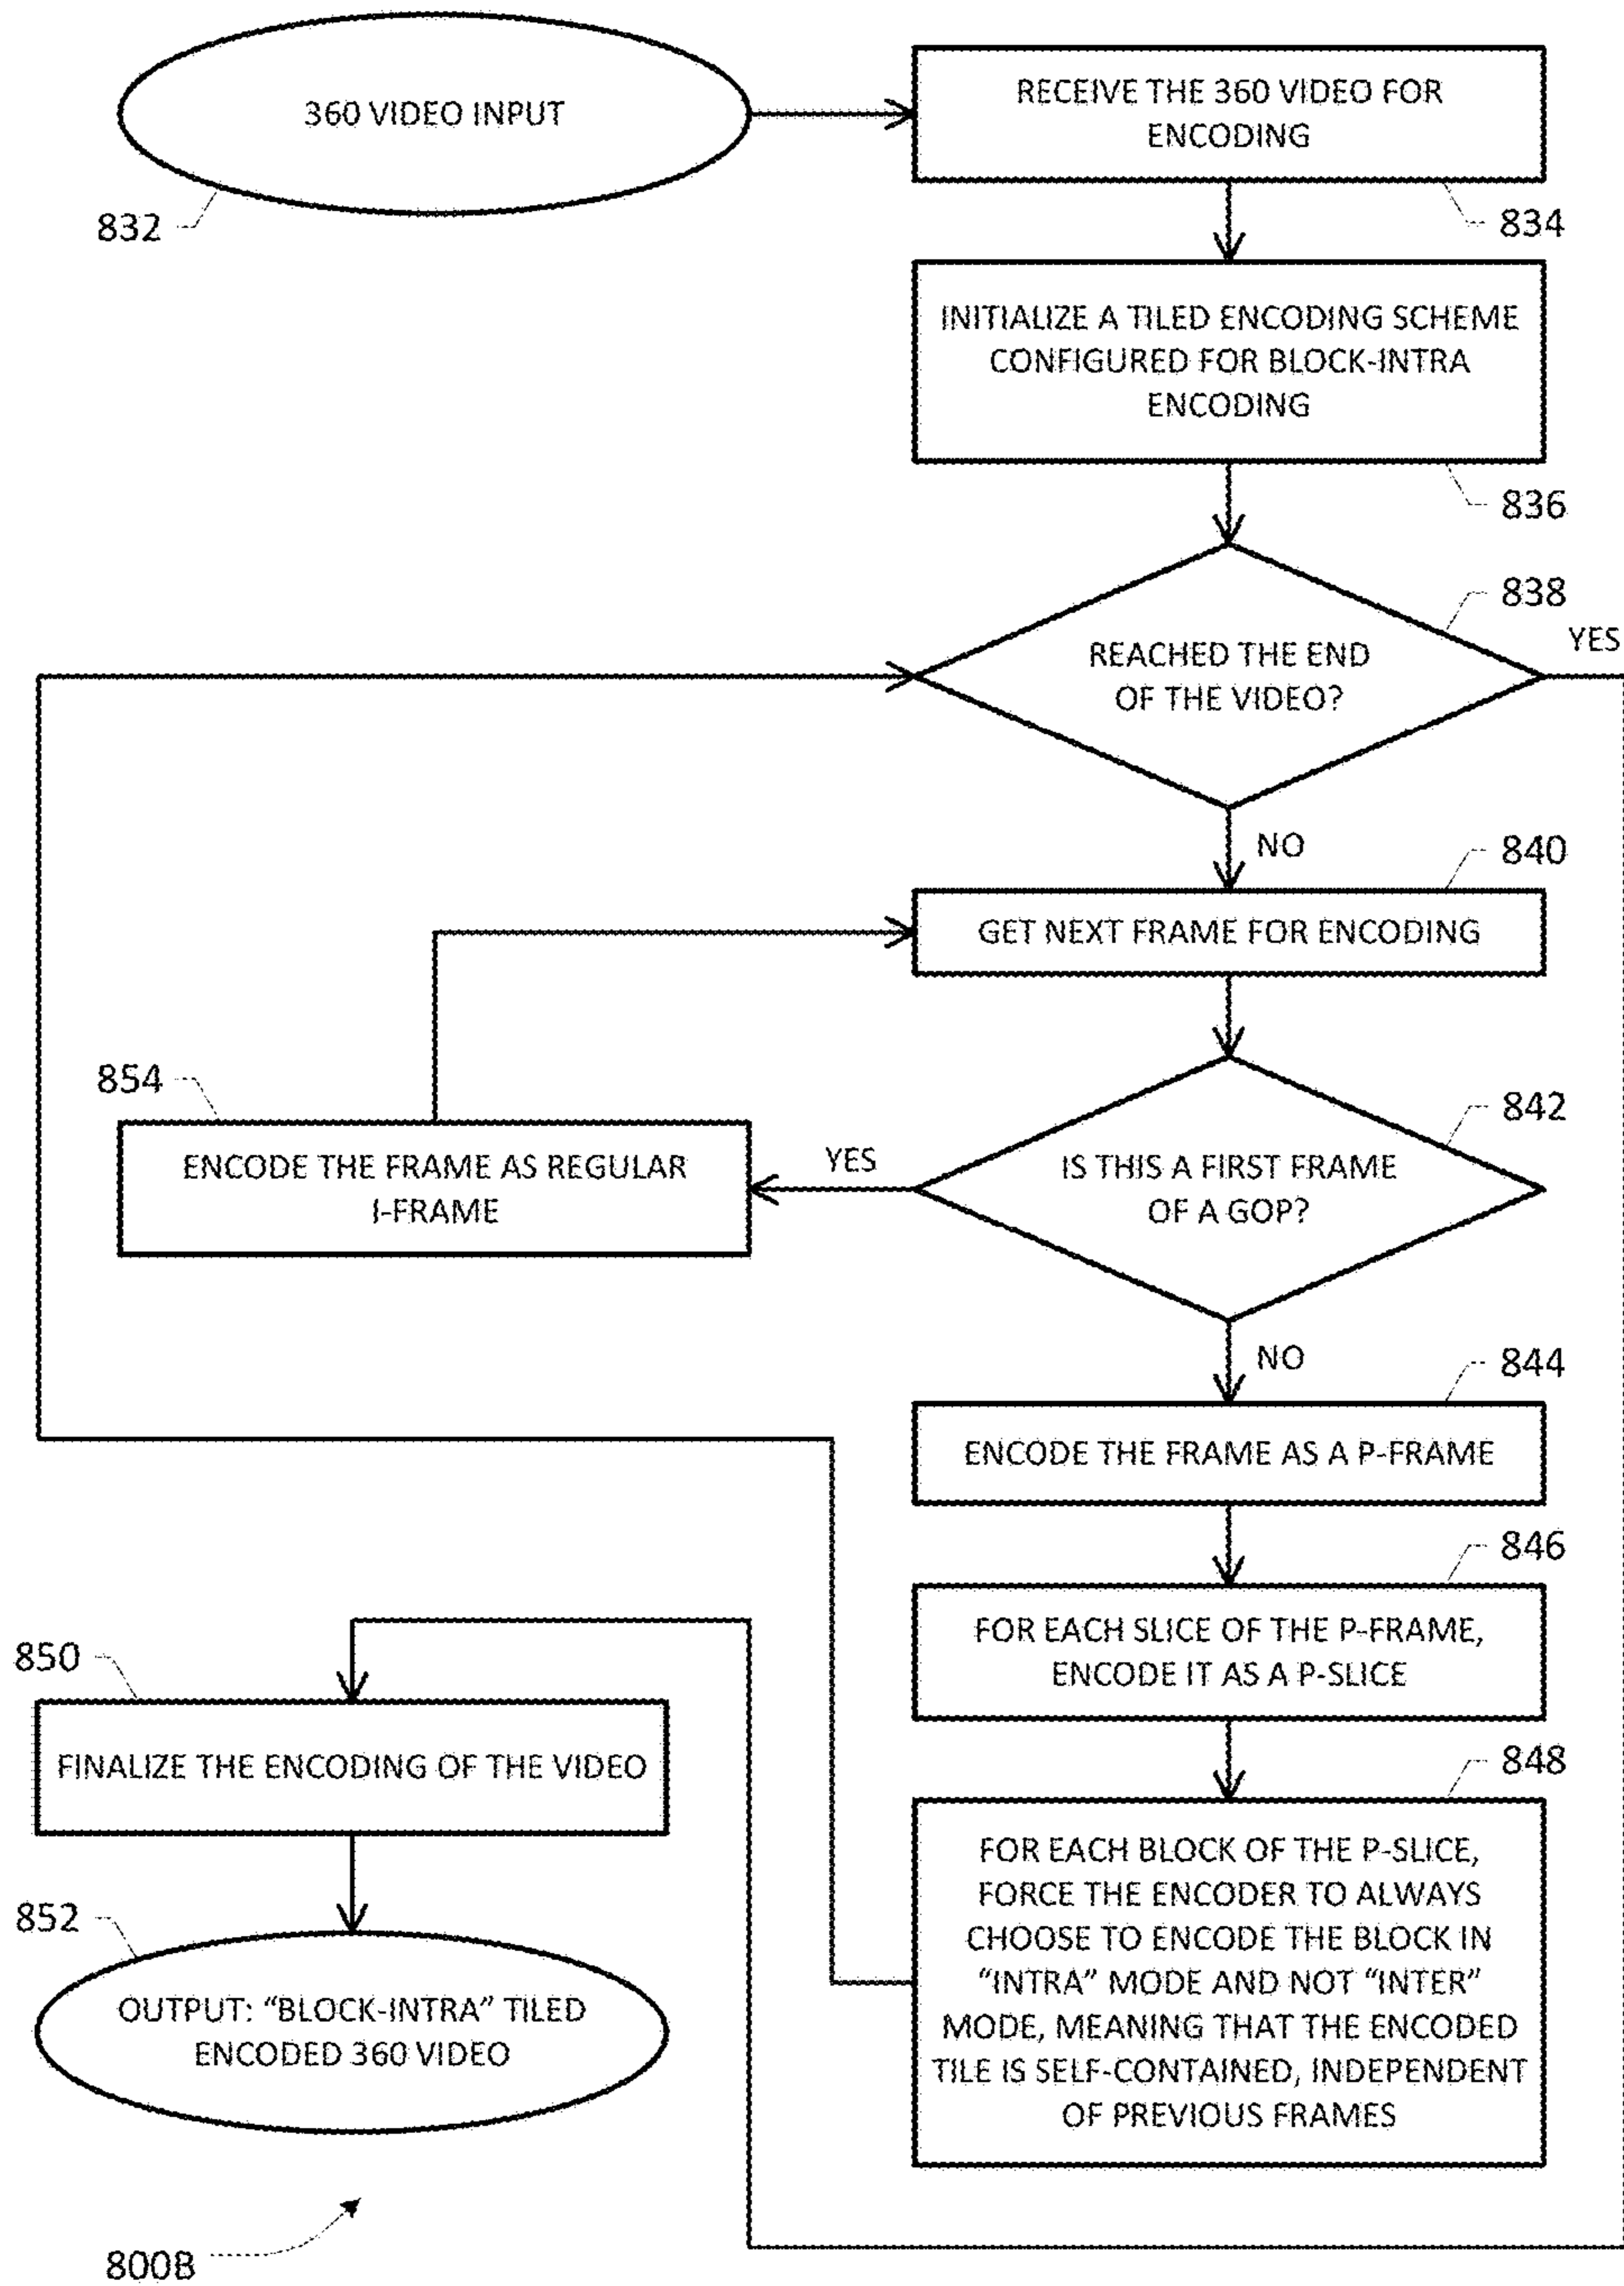 360 VIDEO INPUT
832
RECEIVE THE 360 VIDEO FOR
ENCODING
834
INITIALIZE A TILED ENCODING SCHEME
CONFIGURED FOR BLOCK-INTRA
ENCODING
836
838
REACHED THE END
OF THE VIDEO?
YES
NO
840
GET NEXT FRAME FOR ENCODING
842
IS THIS A FIRST FRAME
OF A GOP?
YES
854
ENCODE THE FRAME AS REGULAR
I-FRAME
NO
844
ENCODE THE FRAME AS A P-FRAME
846
FOR EACH SLICE OF THE P-FRAME,
ENCODE IT AS A P-SLICE
848
FOR EACH BLOCK OF THE P-SLICE,
FORCE THE ENCODER TO ALWAYS
CHOOSE TO ENCODE THE BLOCK IN
“INTRA” MODE AND NOT “INTER”
MODE, MEANING THAT THE ENCODED
TILE IS SELF-CONTAINED, INDEPENDENT
OF PREVIOUS FRAMES
850
FINALIZE THE ENCODING OF THE VIDEO
852
OUTPUT: “BLOCK-INTRA” TILED
ENCODED 360 VIDEO
800B